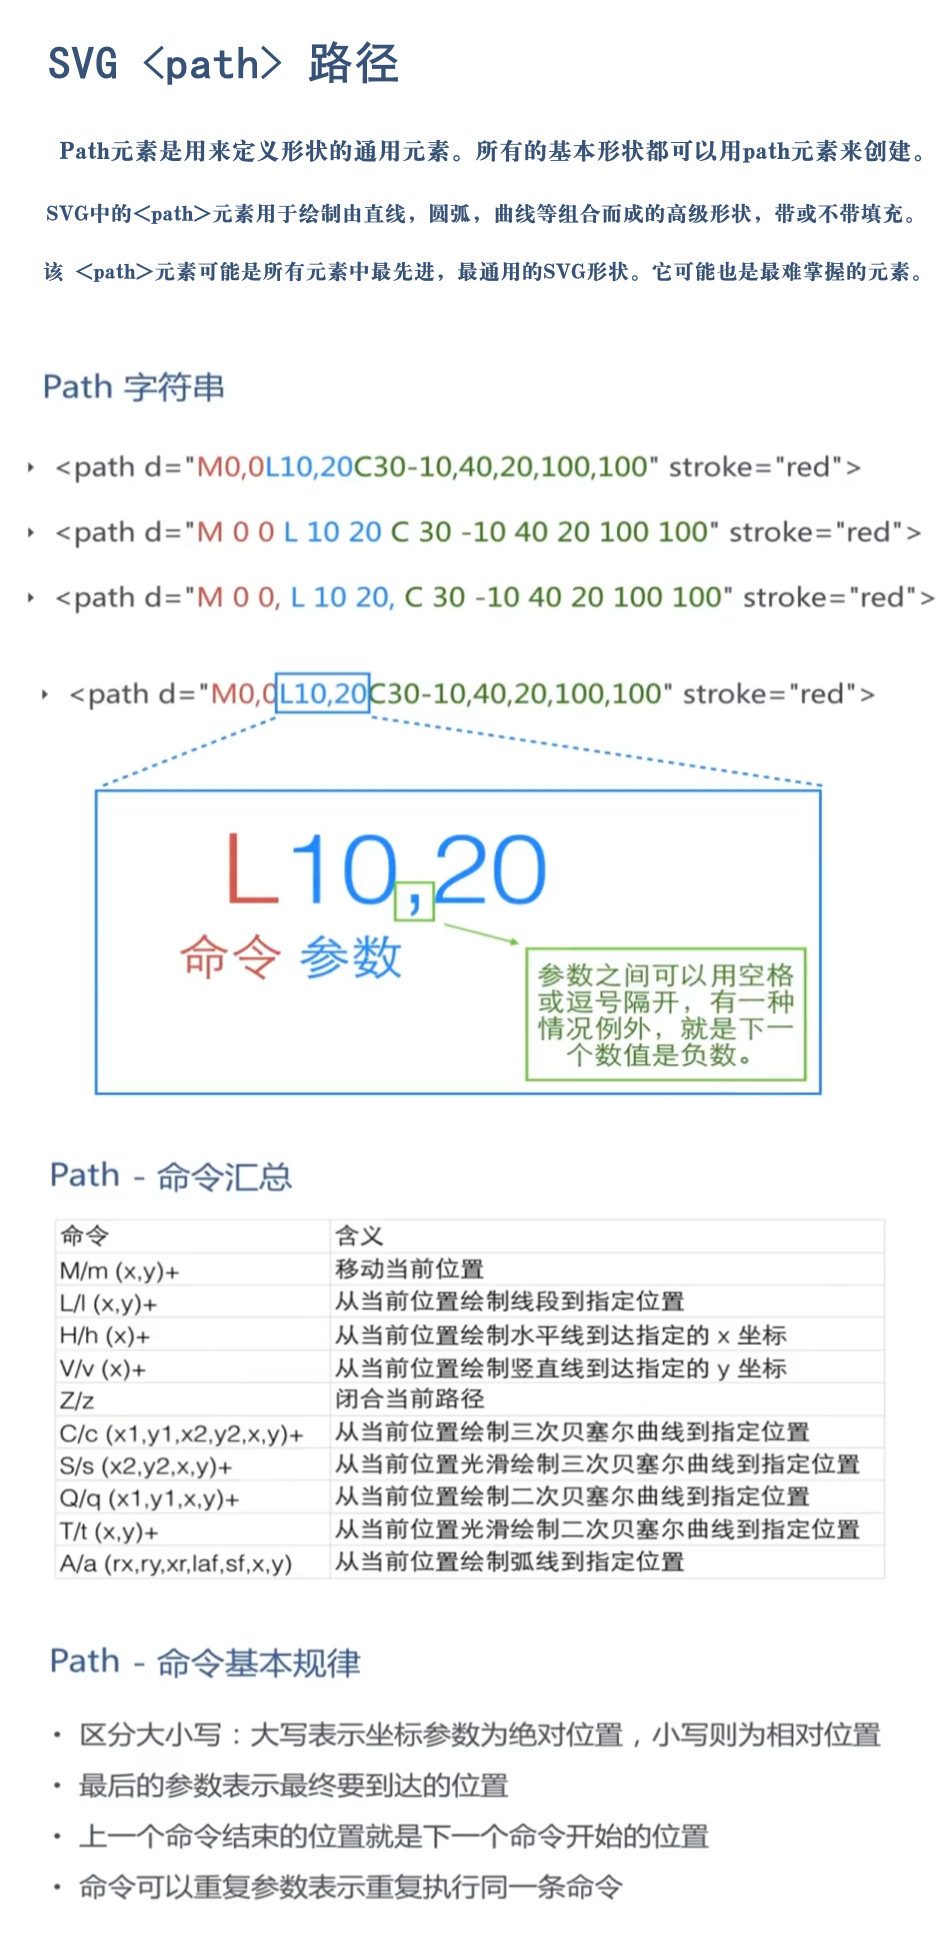 SVG <path> 路径
Path元素是用来定义形状的通用元素。所有的基本形状都可以用path元素来创建。
SVG中的<path>元素用于绘制由直线，圆弧，曲线等组合而成的高级形状，带或不带填充。
该 <path>元素可能是所有元素中最先进，最通用的SVG形状。它可能也是最难掌握的元素。
Path 字符串
<path d="M0,0L10,20C30-10,40,20,100,100" stroke="red">
<path d="M 0 0 L 10 20 C 30 -10 40 20 100 100" stroke="red">
<path d="M 0 0, L 10 20, C 30 -10 40 20 100 100" stroke="red">
<path d="M0,0L10,20C30-10,40,20,100,100" stroke="red">
L10,20
命令 参数
参数之间可以用空格
或逗号隔开，有一种
情况例外，就是下一
个数值是负数。
Path - 命令汇总
命令 含义
M/m (x,y)+ 移动当前位置
L/l (x,y)+ 从当前位置绘制线段到指定位置
H/h (x)+ 从当前位置绘制水平线到达指定的 x 坐标
V/v (x)+ 从当前位置绘制竖直线到达指定的 y 坐标
Z/z 闭合当前路径
C/c (x1,y1,x2,y2,x,y)+ 从当前位置绘制三次贝塞尔曲线到指定位置
S/s (x2,y2,x,y)+ 从当前位置光滑绘制三次贝塞尔曲线到指定位置
Q/q (x1,y1,x,y)+ 从当前位置绘制二次贝塞尔曲线到指定位置
T/t (x,y)+ 从当前位置光滑绘制二次贝塞尔曲线到指定位置
A/a (rx,ry,xr,laf,sf,x,y) 从当前位置绘制弧线到指定位置
Path - 命令基本规律
• 区分大小写：大写表示坐标参数为绝对位置，小写则为相对位置
• 最后的参数表示最终要到达的位置
• 上一个命令结束的位置就是下一个命令开始的位置
• 命令可以重复参数表示重复执行同一条命令